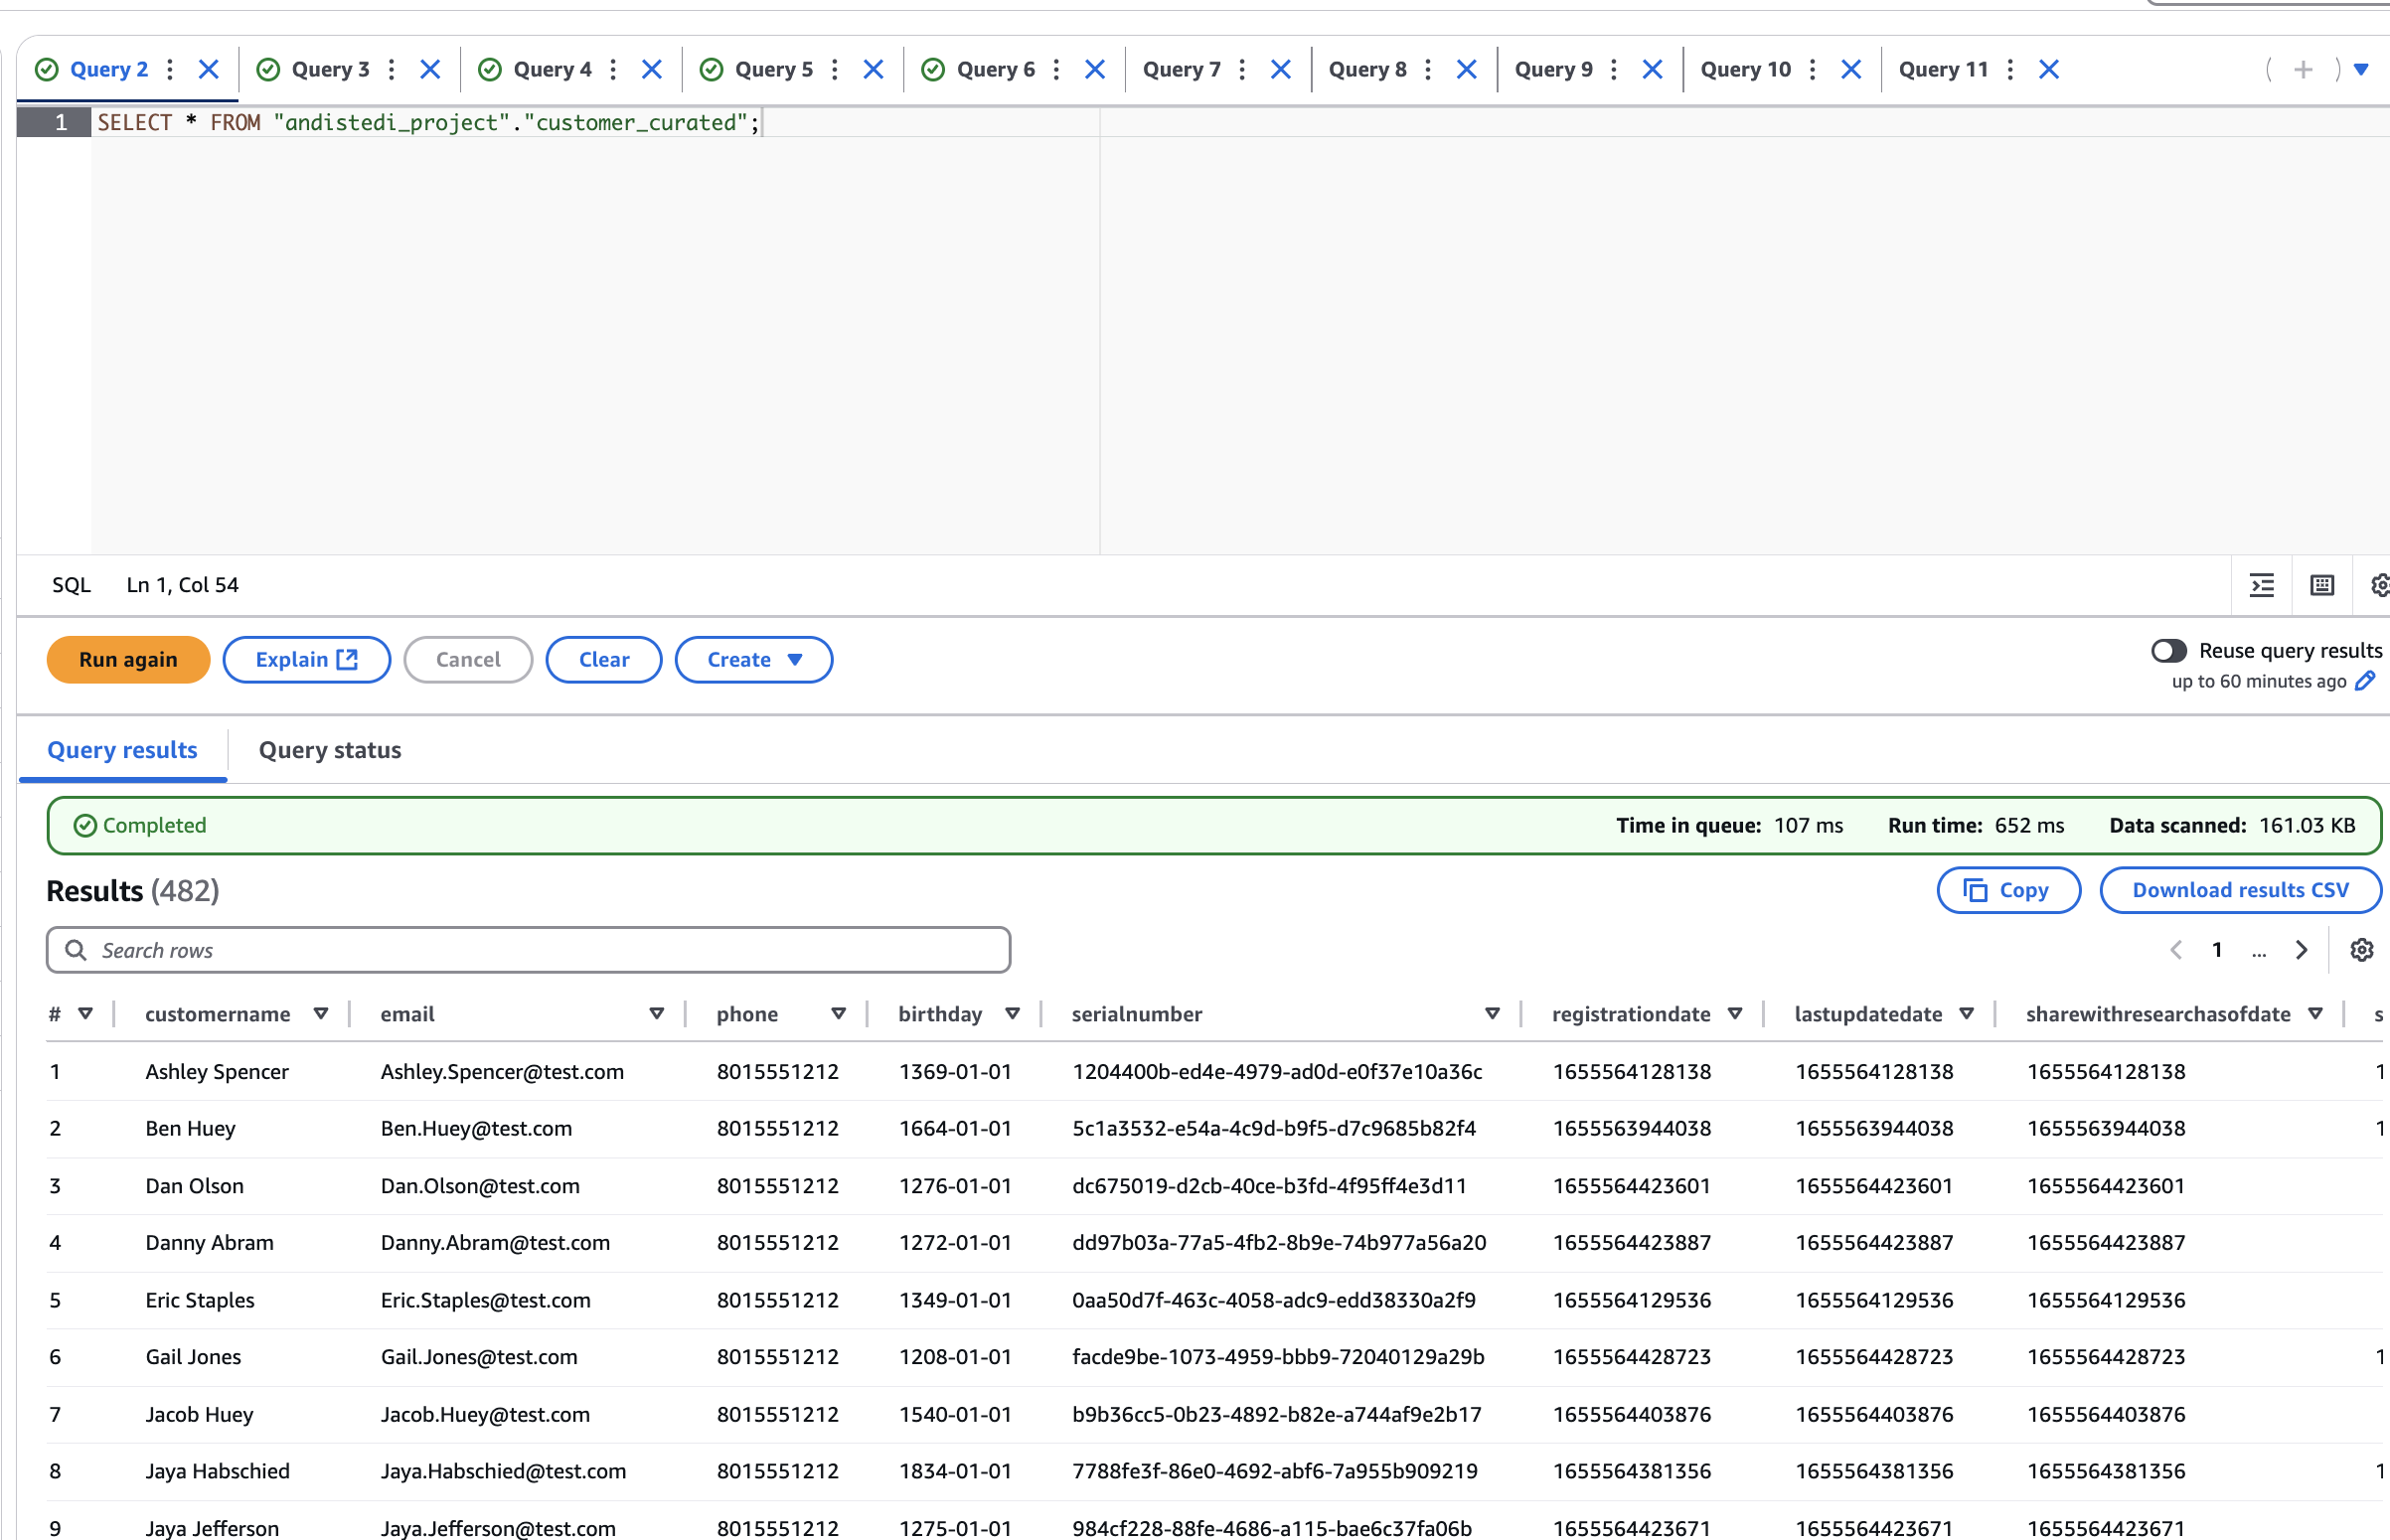 Query 2 Query 3 Query 4 Query 5 Query 6 Query 7 Query 8 Query 9 Query 10 Query 11
1 SELECT * FROM "andistedi_project"."customer_curated";
SQL Ln 1, Col 54
Run again Explain Cancel Clear Create Reuse query results
up to 60 minutes ago
Query results Query status
Completed Time in queue: 107 ms Run time: 652 ms Data scanned: 161.03 KB
Results (482) Copy Download results CSV
Search rows 1 ...
# customername email phone birthday serialnumber registrationdate lastupdatedate sharewithresearchasofdate s
1 Ashley Spencer Ashley.Spencer@test.com 8015551212 1369-01-01 1204400b-ed4e-4979-ad0d-e0f37e10a36c 1655564128138 1655564128138 1655564128138 1
2 Ben Huey Ben.Huey@test.com 8015551212 1664-01-01 5c1a3532-e54a-4c9d-b9f5-d7c9685b82f4 1655563944038 1655563944038 1655563944038 1
3 Dan Olson Dan.Olson@test.com 8015551212 1276-01-01 dc675019-d2cb-40ce-b3fd-4f95ff4e3d11 1655564423601 1655564423601 1655564423601
4 Danny Abram Danny.Abram@test.com 8015551212 1272-01-01 dd97b03a-77a5-4fb2-8b9e-74b977a56a20 1655564423887 1655564423887 1655564423887
5 Eric Staples Eric.Staples@test.com 8015551212 1349-01-01 0aa50d7f-463c-4058-adc9-edd38330a2f9 1655564129536 1655564129536 1655564129536
6 Gail Jones Gail.Jones@test.com 8015551212 1208-01-01 facde9be-1073-4959-bbb9-72040129a29b 1655564428723 1655564428723 1655564428723 1
7 Jacob Huey Jacob.Huey@test.com 8015551212 1540-01-01 b9b36cc5-0b23-4892-b82e-a744af9e2b17 1655564403876 1655564403876 1655564403876
8 Jaya Habschied Jaya.Habschied@test.com 8015551212 1834-01-01 7788fe3f-86e0-4692-abf6-7a955b909219 1655564381356 1655564381356 1655564381356 1
9 Jaya Jefferson Jaya.Jefferson@test.com 8015551212 1275-01-01 984cf228-88fe-4686-a115-bae6c37fa06b 1655564423671 1655564423671 1655564423671